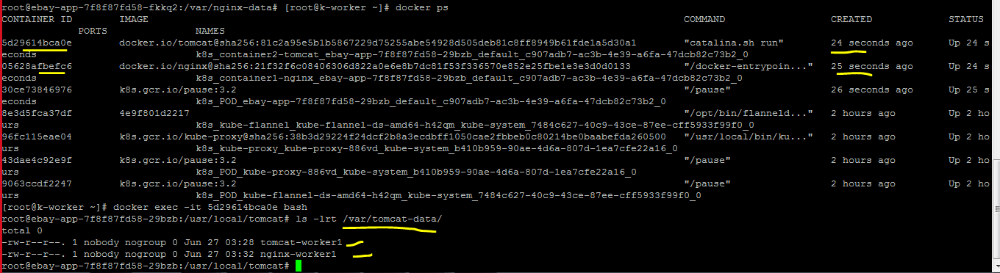 root@ebay-app-7f8f87fd58-fkkq2:/var/nginx-data# [root@k-worker ~]# docker ps
CONTAINER ID IMAGE COMMAND CREATED STATUS
PORTS NAMES
5d29614bca0e docker.io/tomcat@sha256:81c2a95e5b1b5867229d75255abe54928d505deb81c8ff8949b61fde1a5d30a1 "catalina.sh run" 24 seconds ago Up 24 s
econds k8s_container2-tomcat_ebay-app-7f8f87fd58-29bzb_default_c907adb7-ac3b-4e39-a6fa-47dcb82c73b2_0
05628afbefc6 docker.io/nginx@sha256:21f32f6c08406306d822a0e6e8b7dc81f53f336570e852e25fbe1e3e3d0d0133 "/docker-entrypoin..." 25 seconds ago Up 24 s
econds k8s_container1-nginx_ebay-app-7f8f87fd58-29bzb_default_c907adb7-ac3b-4e39-a6fa-47dcb82c73b2_0
30ce73846976 k8s.gcr.io/pause:3.2 "/pause" 26 seconds ago Up 25 s
econds k8s_POD_ebay-app-7f8f87fd58-29bzb_default_c907adb7-ac3b-4e39-a6fa-47dcb82c73b2_0
8e3d5fca37df 4e9f801d2217 "/opt/bin/flanneld..." 2 hours ago Up 2 ho
urs k8s_kube-flannel_kube-flannel-ds-amd64-h42qm_kube-system_7484c627-40c9-43ce-87ee-cff5933f99f0_0
96fc115eae04 k8s.gcr.io/kube-proxy@sha256:38b3d29224f24dcf2b8a3ecdbff1050cae2fbbeb0c80214be0baabefda260500 "/usr/local/bin/ku..." 2 hours ago Up 2 ho
urs k8s_kube-proxy_kube-proxy-886vd_kube-system_b410b959-90ae-4d6a-807d-1ea7cfe22a16_0
43dae4c92e9f k8s.gcr.io/pause:3.2 "/pause" 2 hours ago Up 2 ho
urs k8s_POD_kube-proxy-886vd_kube-system_b410b959-90ae-4d6a-807d-1ea7cfe22a16_0
9063ccdf2247 k8s.gcr.io/pause:3.2 "/pause" 2 hours ago Up 2 ho
urs k8s_POD_kube-flannel-ds-amd64-h42qm_kube-system_7484c627-40c9-43ce-87ee-cff5933f99f0_0
[root@k-worker ~]# docker exec -it 5d29614bca0e bash
root@ebay-app-7f8f87fd58-29bzb:/usr/local/tomcat# ls -lrt /var/tomcat-data/
total 0
-rw-r--r--. 1 nobody nogroup 0 Jun 27 03:28 tomcat-worker1
-rw-r--r--. 1 nobody nogroup 0 Jun 27 03:32 nginx-worker1
root@ebay-app-7f8f87fd58-29bzb:/usr/local/tomcat#